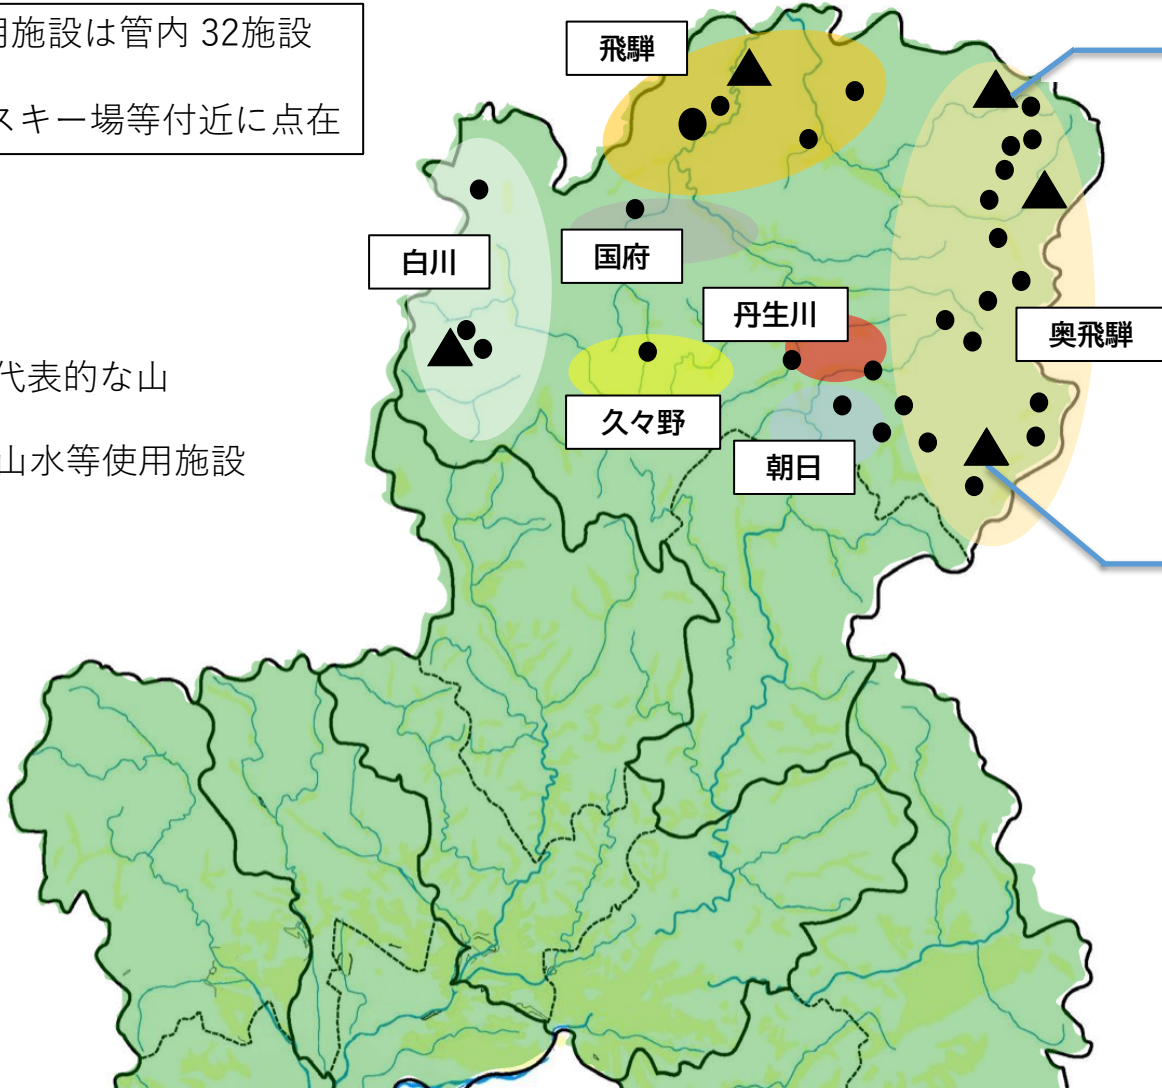 用施設は管内 32施設
スキー場等付近に点在
飛騨
白川
国府
丹生川
奥飛騨
代表的な山
久々野
山水等使用施設
朝日